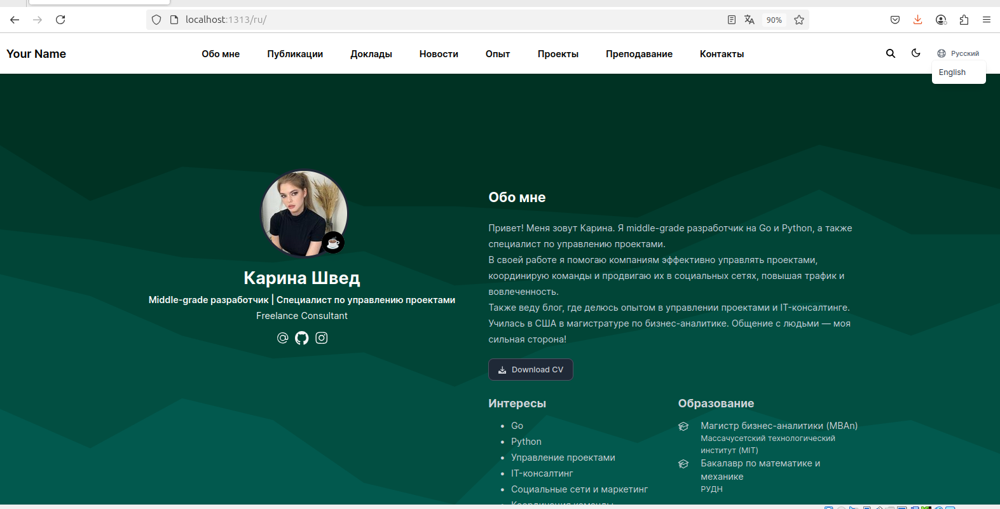 localhost:1313/ru/
90%
Your Name
Обо мне
Публикации
Доклады
Новости
Опыт
Проекты
Преподавание
Контакты
Русский
English
Карина Швед
Middle-grade разработчик | Специалист по управлению проектами
Freelance Consultant
Обо мне
Привет! Меня зовут Карина. Я middle-grade разработчик на Go и Python, а также
специалист по управлению проектами.
В своей работе я помогаю компаниям эффективно управлять проектами,
координирую команды и продвигаю их в социальных сетях, повышая трафик и
вовлеченность.
Также веду блог, где делюсь опытом в управлении проектами и IT-консалтинге.
Училась в США в магистратуре по бизнес-аналитике. Общение с людьми — моя
сильная сторона!
Download CV
Интересы
Go
Python
Управление проектами
IT-консалтинг
Социальные сети и маркетинг
Координация команды
Образование
Магистр бизнес-аналитики (MBAn)
Массачусетский технологический
институт (MIT)
Бакалавр по математике и
механике
РУДН